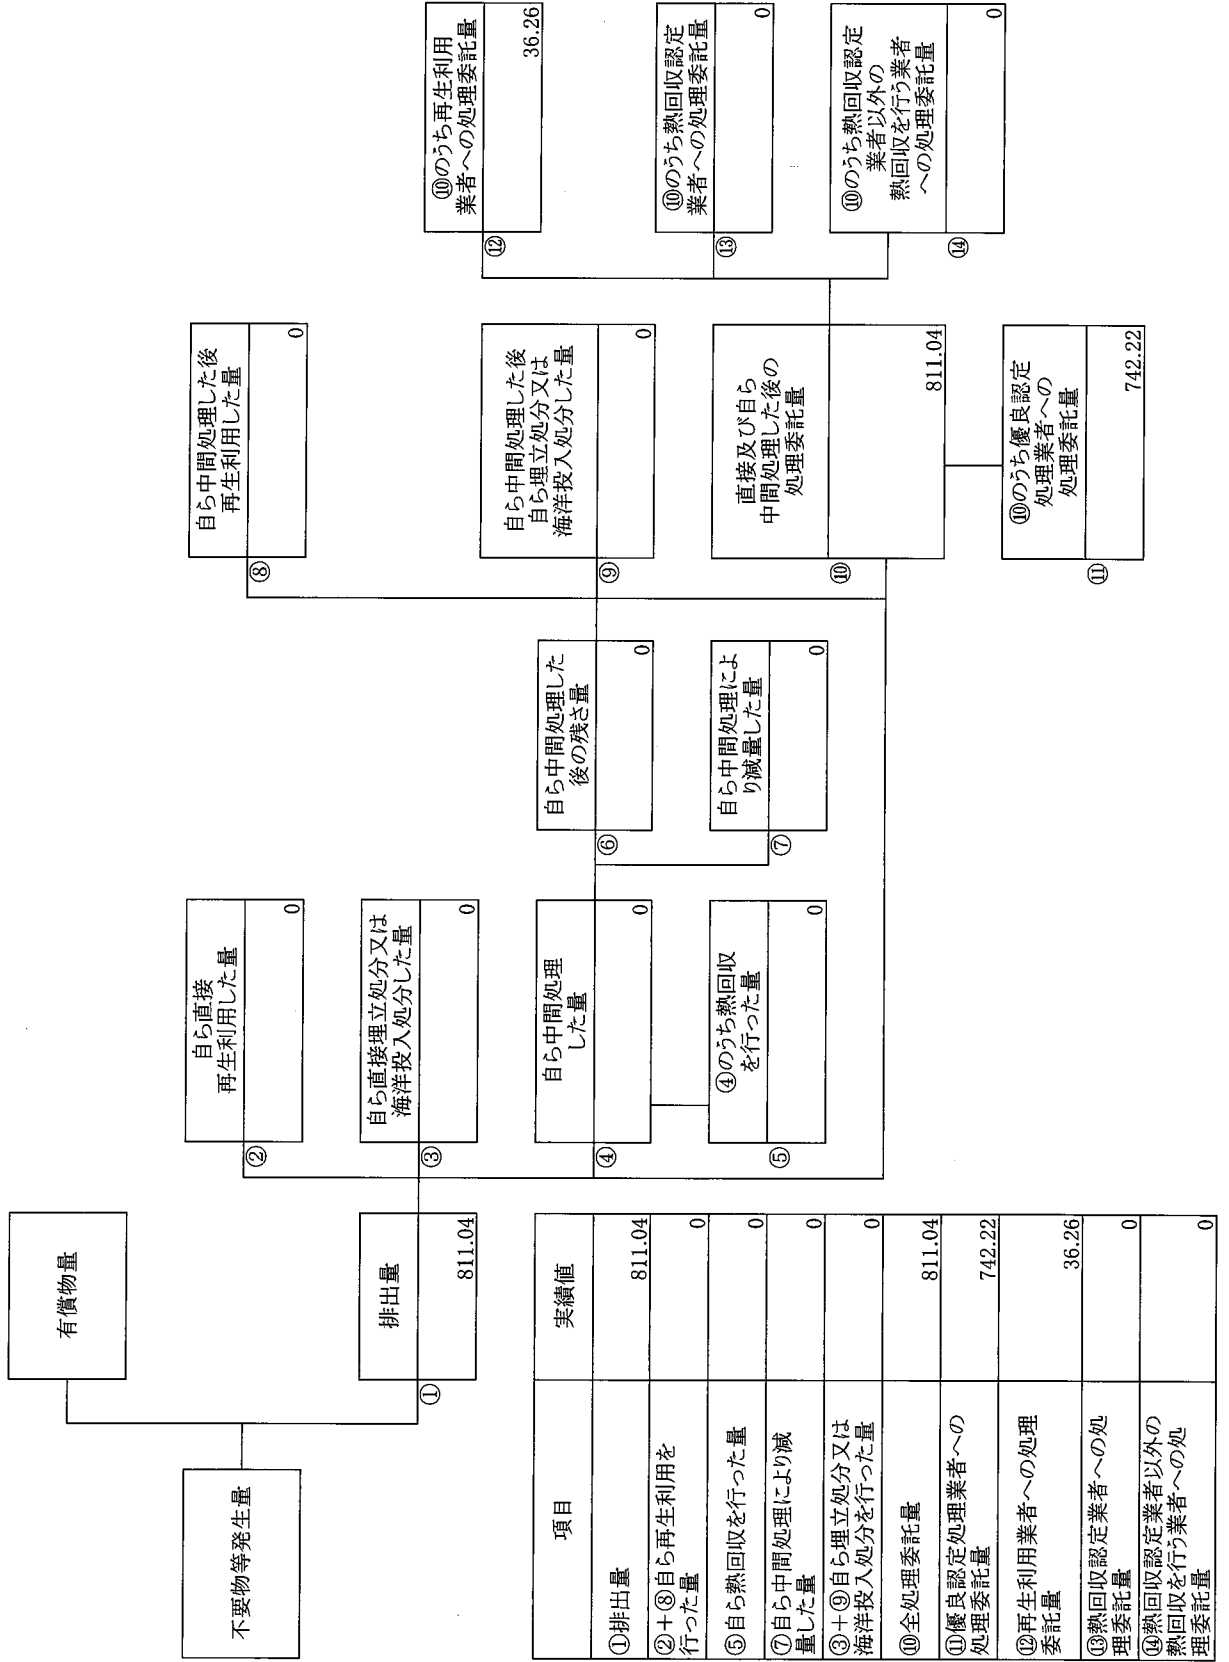 不要物等発生量
有償物量
①
排出量
811.04
②
自ら直接
再生利用した量
0
③
自ら直接埋立処分又は
海洋投入処分した量
0
④
自ら中間処理
した量
0
⑤
④のうち熱回収
を行った量
0
⑥
自ら中間処理した
後の残さ量
0
⑦
自ら中間処理によ
り減量した量
0
⑧
自ら中間処理した後
再生利用した量
0
⑨
自ら中間処理した後
自ら埋立処分又は
海洋投入処分した量
0
⑩
直接及び自ら
中間処理した後の
処理委託量
811.04
⑪
⑩のうち優良認定
処理業者への
処理委託量
742.22
⑫
⑩のうち再生利用
業者への処理委託量
36.26
⑬
⑩のうち熱回収認定
業者への処理委託量
0
⑭
⑩のうち熱回収認定
業者以外の
熱回収を行う業者
への処理委託量
0
項目 実績値
①排出量 811.04
②+⑧自ら再生利用を
行った量 0
⑤自ら熱回収を行った量 0
⑦自ら中間処理により減
量した量 0
③+⑨自ら埋立処分又は
海洋投入処分を行った量 0
⑩全処理委託量 811.04
⑪優良認定処理業者への
処理委託量 742.22
⑫再生利用業者への処理
委託量 36.26
⑬熱回収認定業者への処
理委託量 0
⑭熱回収認定業者以外の
熱回収を行う業者への処
理委託量 0